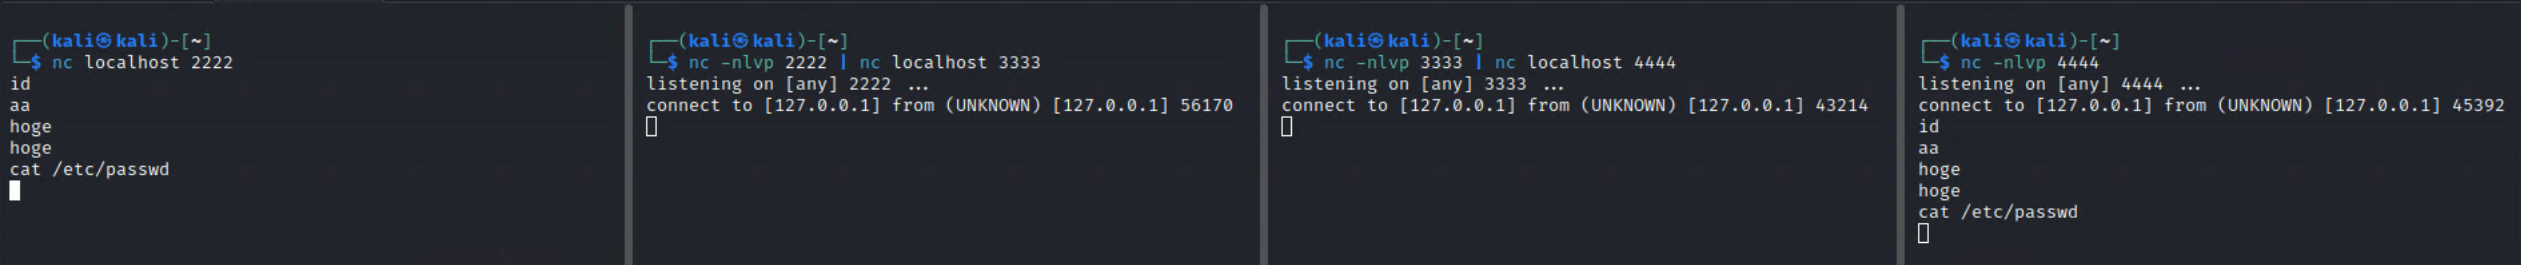 ┌──(kali㉿kali)-[~]
└─$ nc localhost 2222
id
aa
hoge
hoge
cat /etc/passwd
┌──(kali㉿kali)-[~]
└─$ nc -nlvp 2222 | nc localhost 3333
listening on [any] 2222 ...
connect to [127.0.0.1] from (UNKNOWN) [127.0.0.1] 56170
┌──(kali㉿kali)-[~]
└─$ nc -nlvp 3333 | nc localhost 4444
listening on [any] 3333 ...
connect to [127.0.0.1] from (UNKNOWN) [127.0.0.1] 43214
┌──(kali㉿kali)-[~]
└─$ nc -nlvp 4444
listening on [any] 4444 ...
connect to [127.0.0.1] from (UNKNOWN) [127.0.0.1] 45392
id
aa
hoge
hoge
cat /etc/passwd